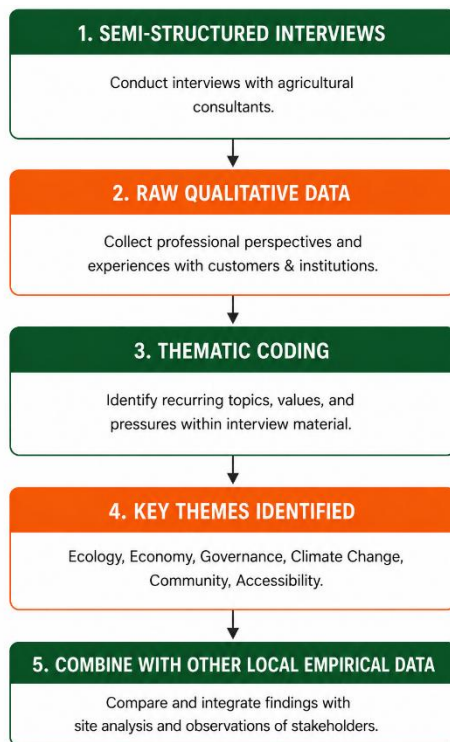 1. SEMI-STRUCTURED INTERVIEWS
Conduct interviews with agricultural
consultants.
2. RAW QUALITATIVE DATA
Collect professional perspectives and
experiences with customers & institutions.
3. THEMATIC CODING
Identify recurring topics, values, and
pressures within interview material.
4. KEY THEMES IDENTIFIED
Ecology, Economy, Governance, Climate Change,
Community, Accessibility.
5. COMBINE WITH OTHER LOCAL EMPIRICAL DATA
Compare and integrate findings with
site analysis and observations of stakeholders.